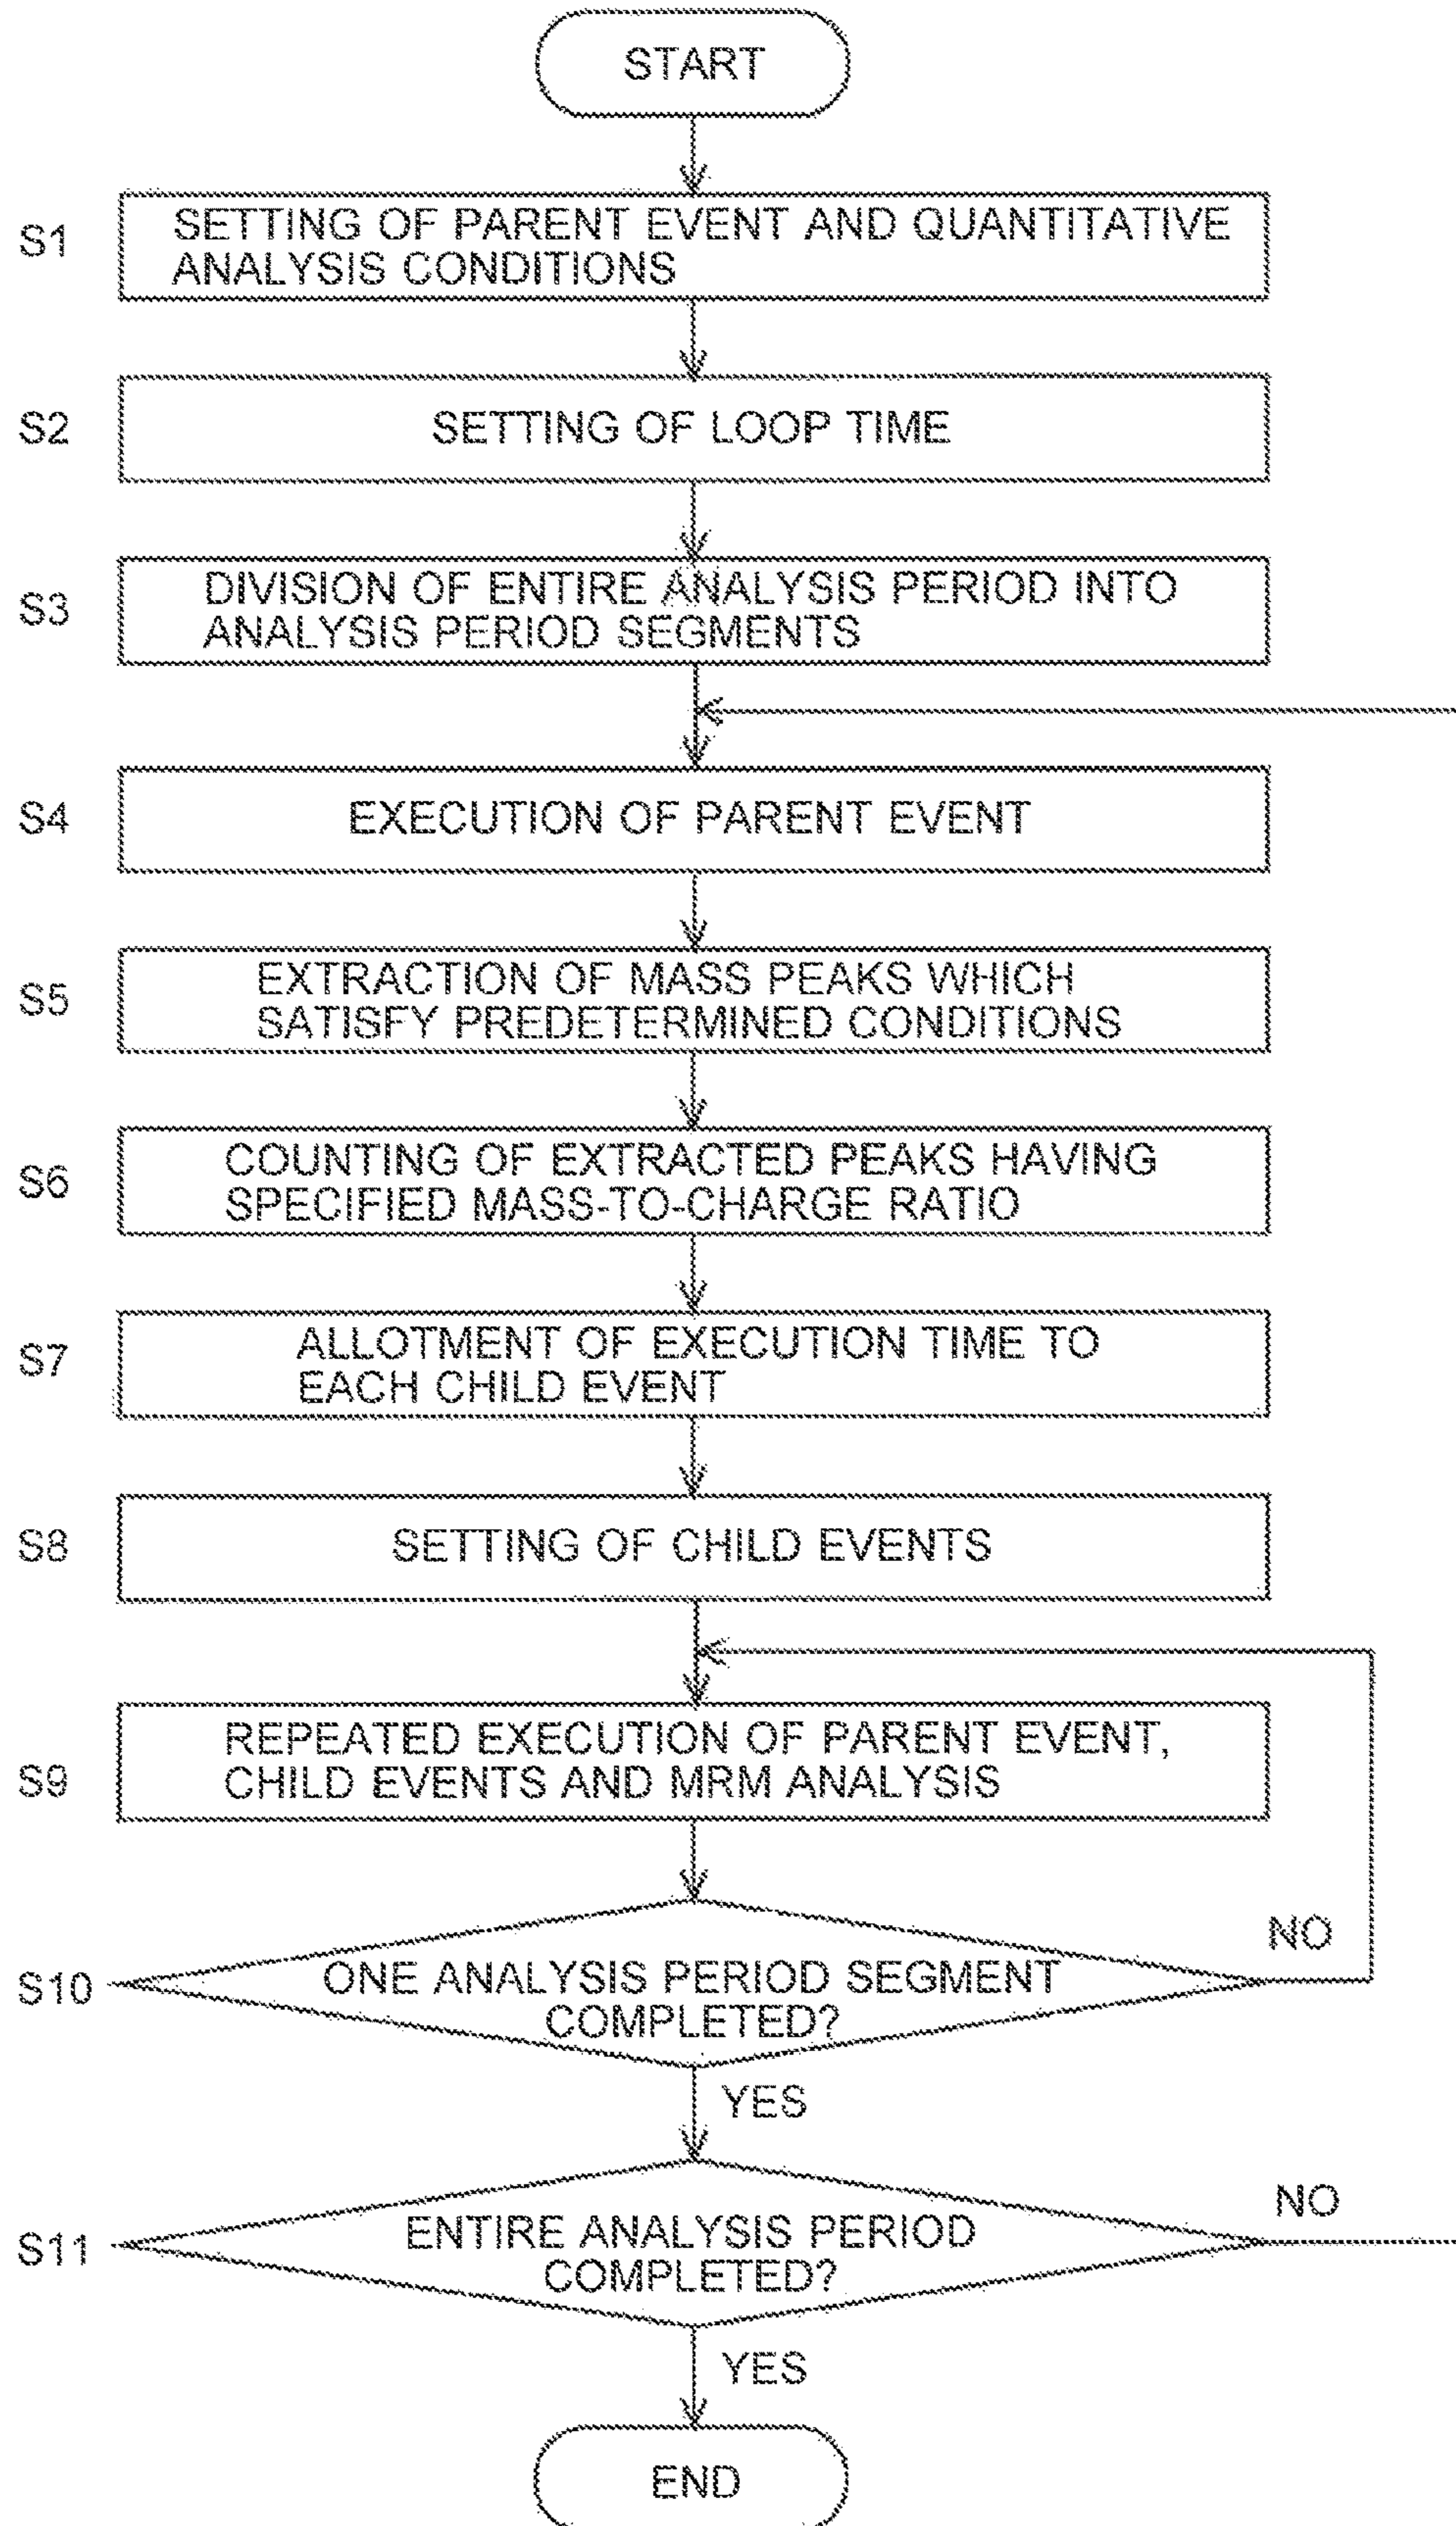 START
S1
SETTING OF PARENT EVENT AND QUANTITATIVE
ANALYSIS CONDITIONS
S2
SETTING OF LOOP TIME
S3
DIVISION OF ENTIRE ANALYSIS PERIOD INTO
ANALYSIS PERIOD SEGMENTS
S4
EXECUTION OF PARENT EVENT
S5
EXTRACTION OF MASS PEAKS WHICH
SATISFY PREDETERMINED CONDITIONS
S6
COUNTING OF EXTRACTED PEAKS HAVING
SPECIFIED MASS-TO-CHARGE RATIO
S7
ALLOTMENT OF EXECUTION TIME TO
EACH CHILD EVENT
S8
SETTING OF CHILD EVENTS
S9
REPEATED EXECUTION OF PARENT EVENT,
CHILD EVENTS AND MRM ANALYSIS
S10
ONE ANALYSIS PERIOD SEGMENT
COMPLETED?
NO
YES
S11
ENTIRE ANALYSIS PERIOD
COMPLETED?
NO
YES
END